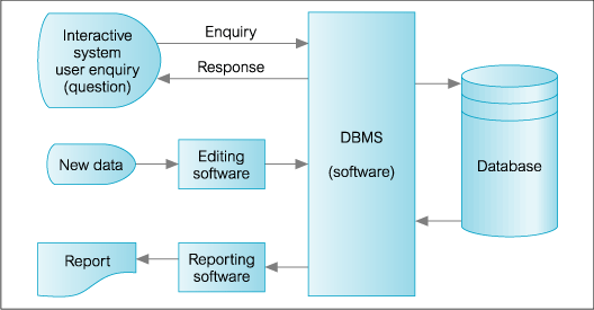 Interactive
system
user enquiry
(question)
Enquiry
Response
New data
Editing
software
DBMS
(software)
Database
Report
Reporting
software